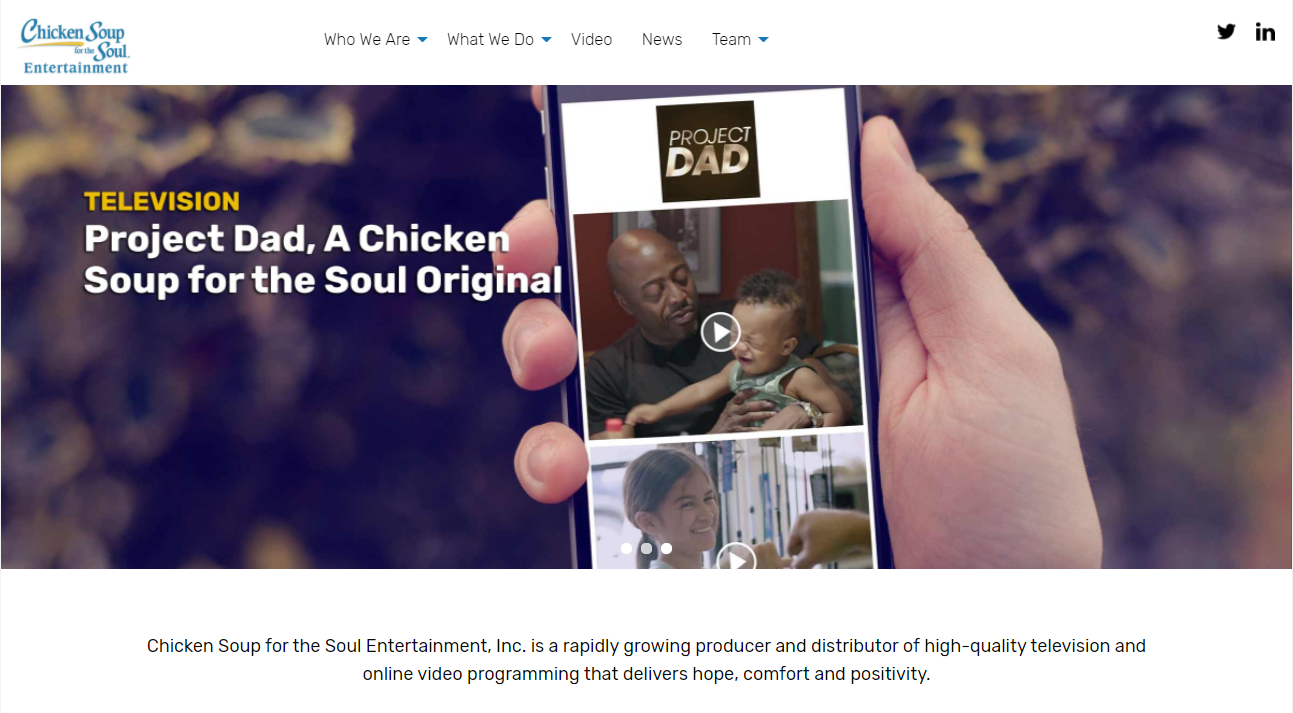 Chicken Soup
for the Soul
Entertainment
Who We Are
What We Do
Video
News
Team
PROJECT
DAD
TELEVISION
Project Dad, A Chicken
Soup for the Soul Original
Chicken Soup for the Soul Entertainment, Inc. is a rapidly growing producer and distributor of high-quality television and
online video programming that delivers hope, comfort and positivity.